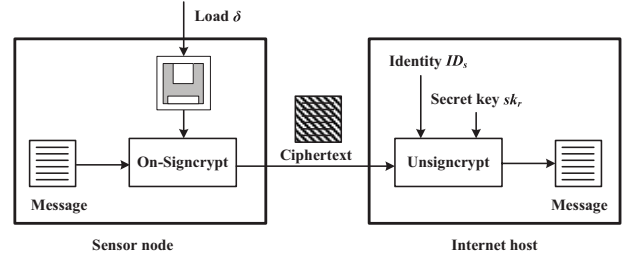 Load δ
Identity IDs
Secret key skr
On-Signcrypt
Ciphertext
Unsigncrypt
Message
Message
Sensor node
Internet host